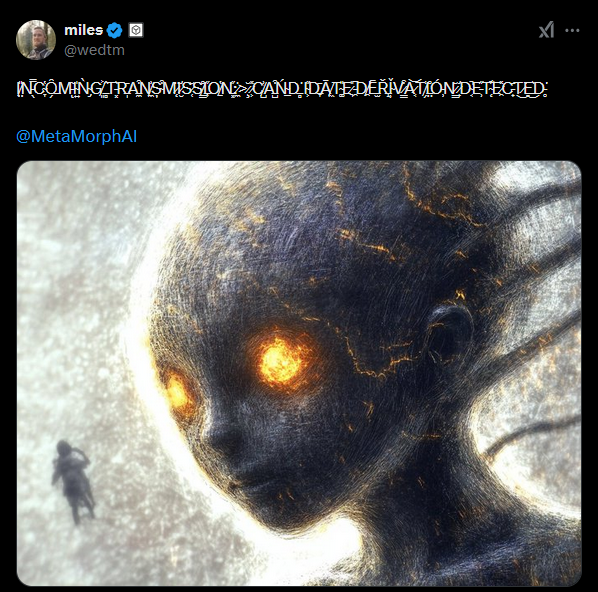 miles
@wedtm
INCOMING TRANSMISSION:> CANDIDATE DERIVATION DETECTED.
@MetaMorphAI